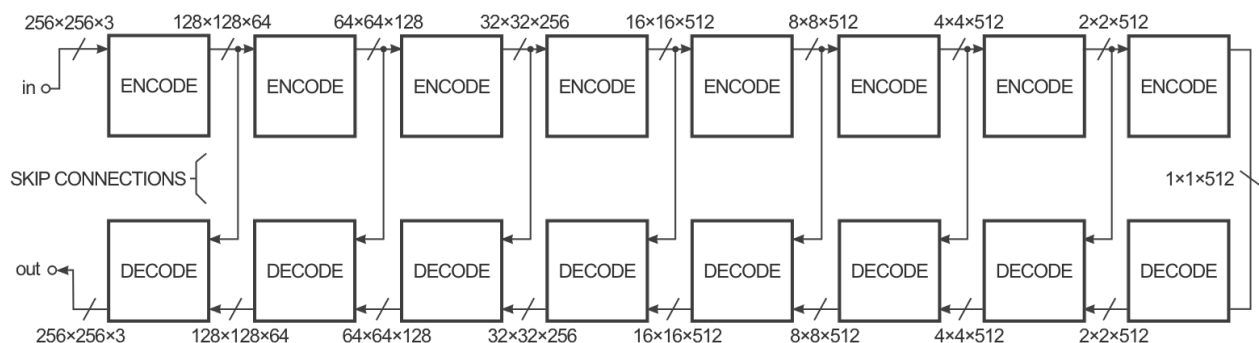 256×256×3 128×128×64 64×64×128 32×32×256 16×16×512 8×8×512 4×4×512 2×2×512
in ENCODE ENCODE ENCODE ENCODE ENCODE ENCODE ENCODE ENCODE
SKIP CONNECTIONS 1×1×512
out DECODE DECODE DECODE DECODE DECODE DECODE DECODE DECODE
256×256×3 128×128×64 64×64×128 32×32×256 16×16×512 8×8×512 4×4×512 2×2×512